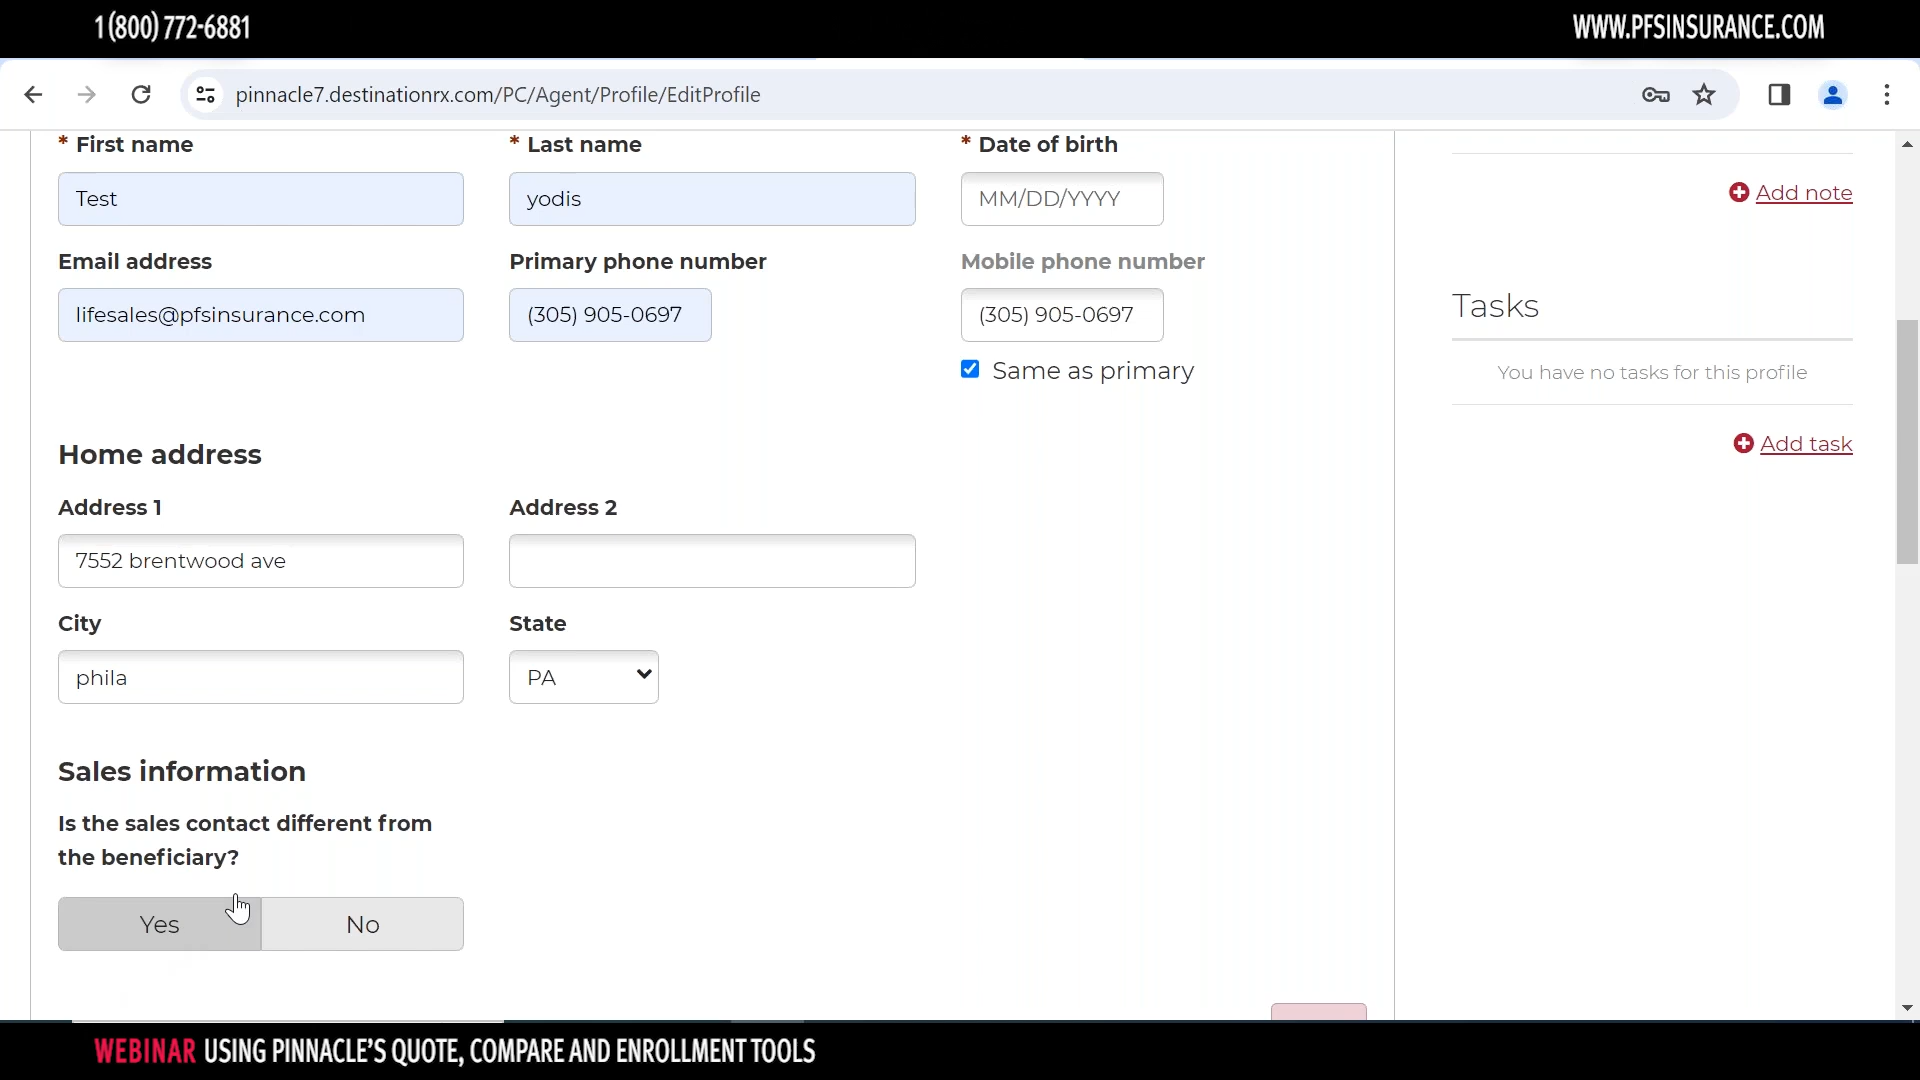 1 (800) 772-6881
WWW.PFSINSURANCE.COM
pinnacle7.destinationrx.com/PC/Agent/Profile/EditProfile
* First name
* Last name
* Date of birth
Test
yodis
MM/DD/YYYY
Add note
Email address
Primary phone number
Mobile phone number
lifesales@pfsinsurance.com
(305) 905-0697
(305) 905-0697
Same as primary
Tasks
You have no tasks for this profile
Add task
Home address
Address 1
Address 2
7552 brentwood ave
City
State
phila
PA
Sales information
Is the sales contact different from
the beneficiary?
Yes
No
WEBINAR USING PINNACLE'S QUOTE, COMPARE AND ENROLLMENT TOOLS